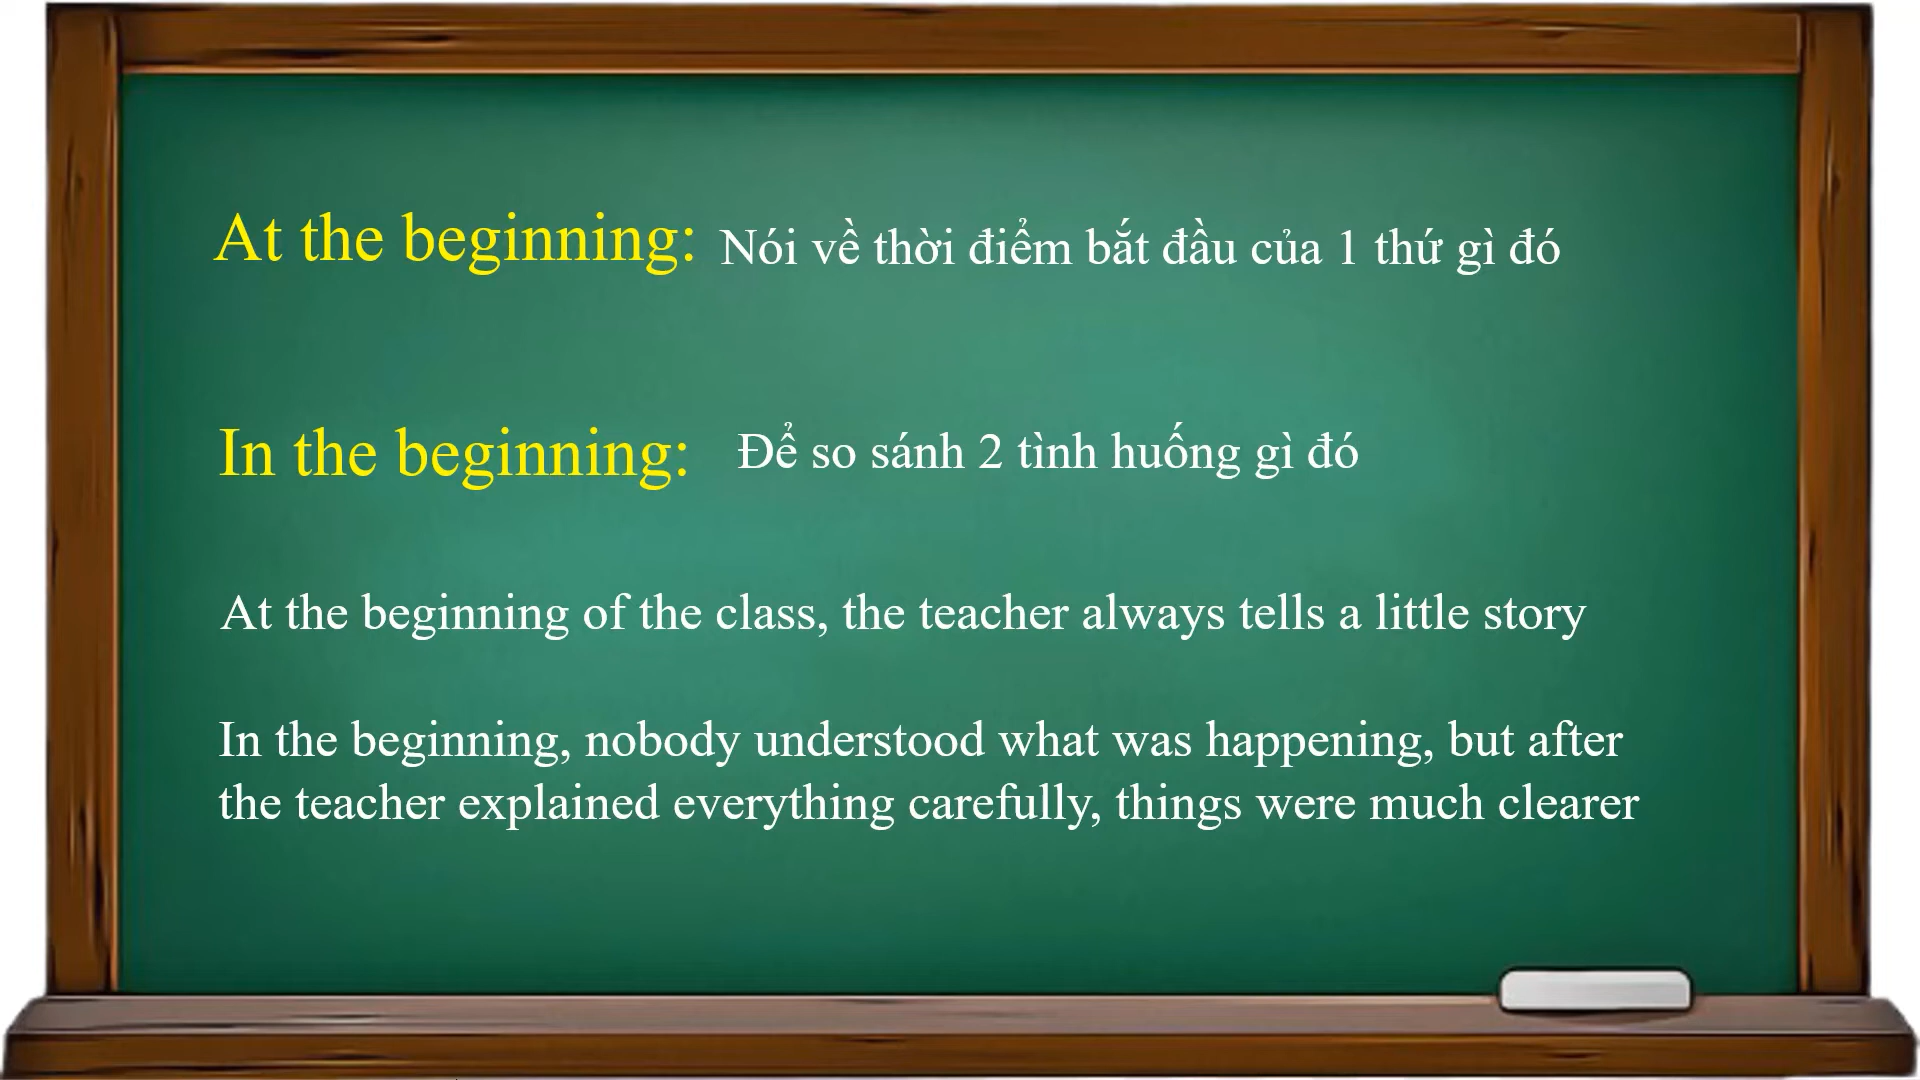 At the beginning: Nói về thời điểm bắt đầu của 1 thứ gì đó
In the beginning: Để so sánh 2 tình huống gì đó
At the beginning of the class, the teacher always tells a little story
In the beginning, nobody understood what was happening, but after
the teacher explained everything carefully, things were much clearer